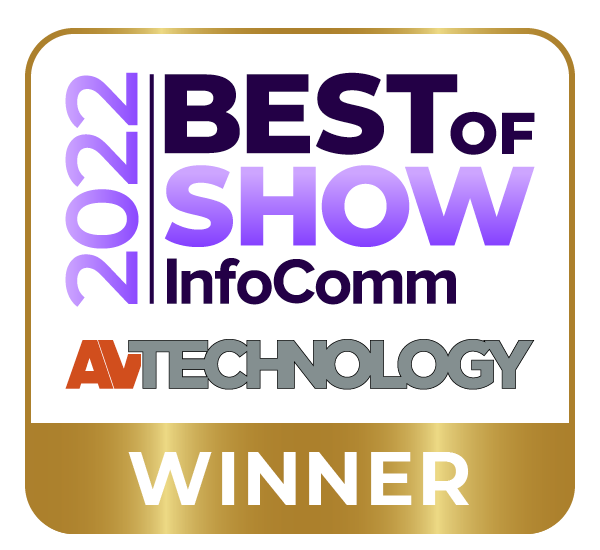 2022
BEST OF
SHOW
InfoComm
AVTECHNOLOGY
WINNER